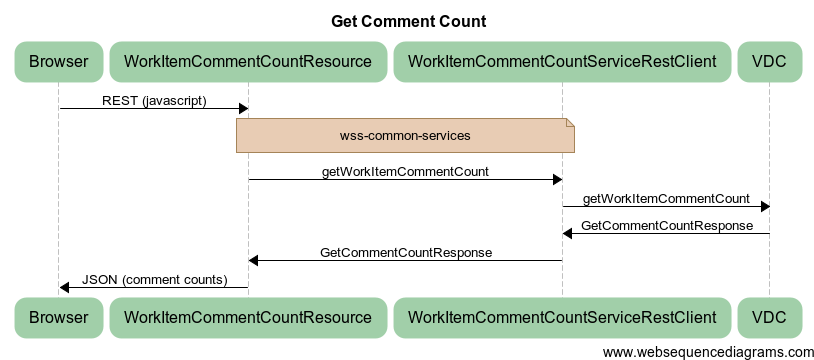 Get Comment Count
Browser WorkItemCommentCountResource WorkItemCommentCountServiceRestClient VDC
REST (javascript)
wss-common-services
getWorkItemCommentCount
getWorkItemCommentCount
GetCommentCountResponse
GetCommentCountResponse
JSON (comment counts)
Browser WorkItemCommentCountResource WorkItemCommentCountServiceRestClient VDC
www.websequencediagrams.com